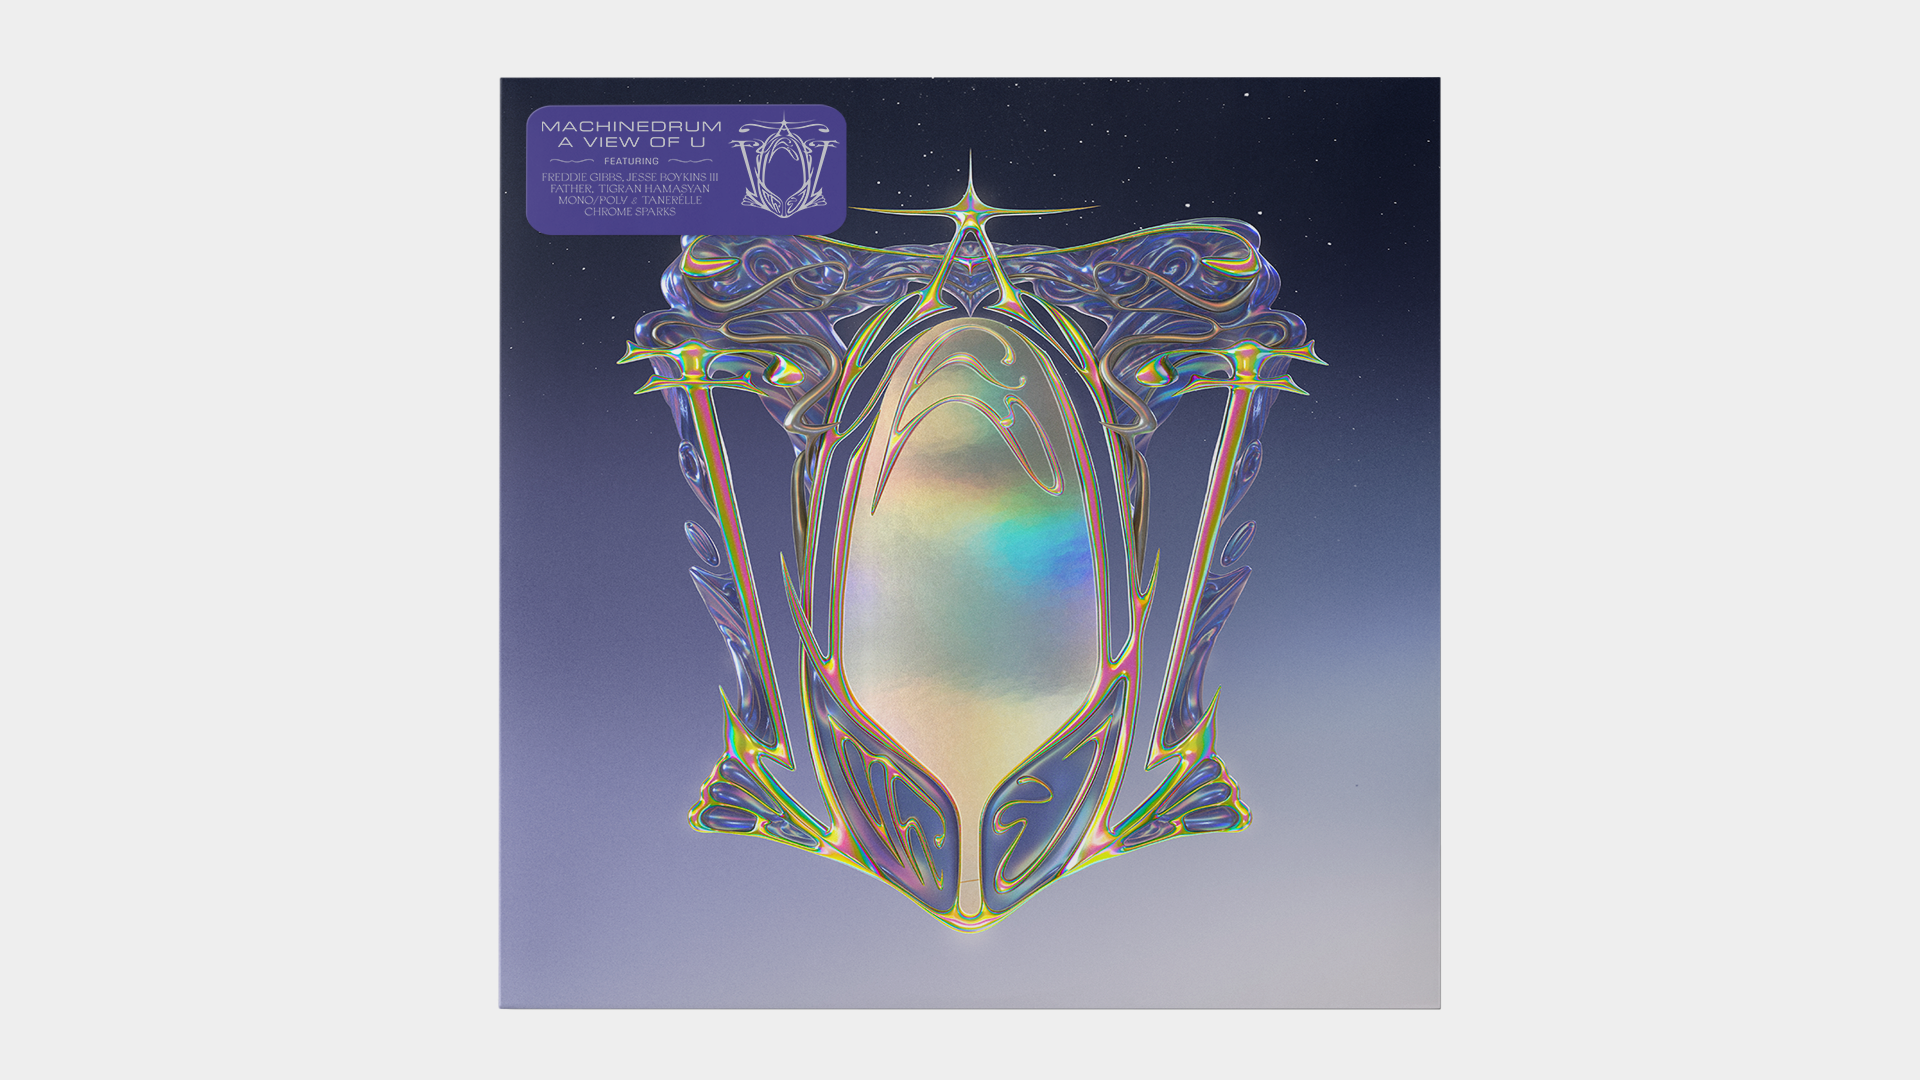 MACHINEDRUM
A VIEW OF U
FEATURING
FREDDIE GIBBS, JESSE BOYKINS III
FATHER, TIGRAN HAMASYAN
MONO/POLY & TANERÉLLE
CHROME SPARKS